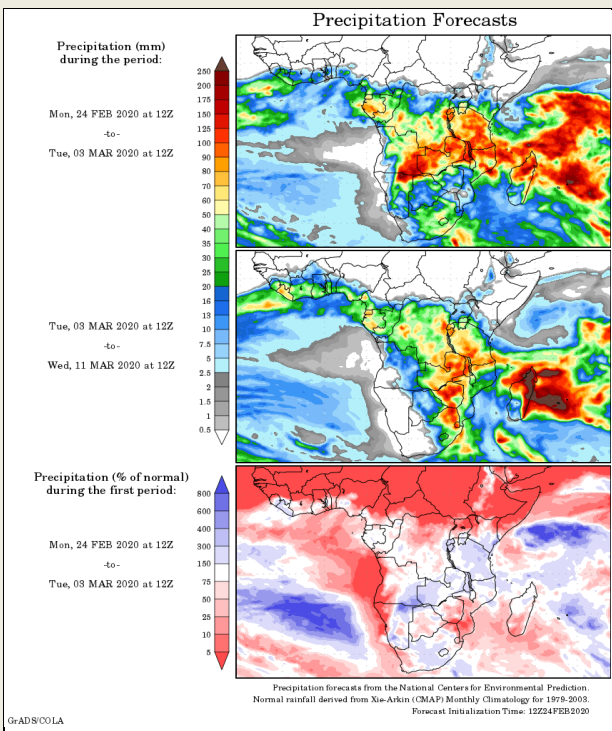 Precipitation Forecasts
Precipitation (mm)
during the period:
Mon, 24 FEB 2020 at 12Z
-to-
Tue, 03 MAR 2020 at 12Z
250
200
175
150
125
100
90
80
70
60
50
40
35
30
25
20
16
13
10
7.5
5
2.5
2
1.5
1
0.5
Tue, 03 MAR 2020 at 12Z
-to-
Wed, 11 MAR 2020 at 12Z
Precipitation (% of normal)
during the first period:
Mon, 24 FEB 2020 at 12Z
-to-
Tue, 03 MAR 2020 at 12Z
800
600
400
300
150
75
50
25
10
5
Precipitation forecasts from the National Centers for Environmental Prediction.
Normal rainfall derived from Xie-Arkin (CMAP) Monthly Climatology for 1979-2003.
Forecast Initialization Time: 12Z24FEB2020
GrADS/COLA